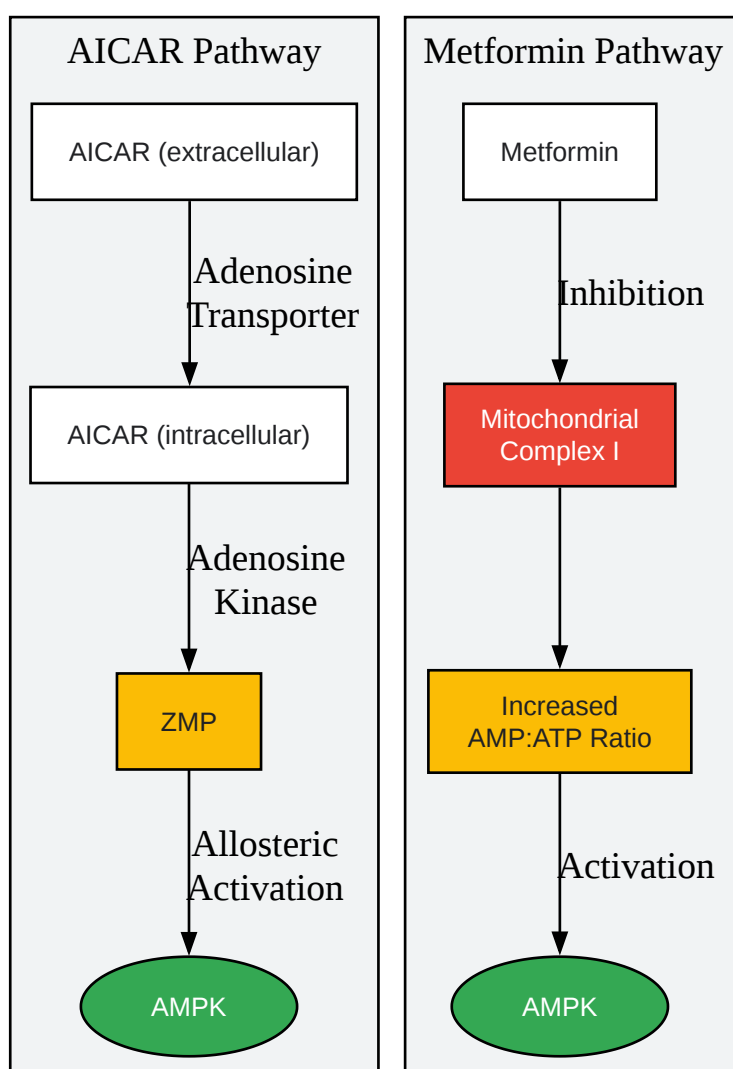 AICAR Pathway
AICAR (extracellular)
Adenosine
Transporter
AICAR (intracellular)
Adenosine
Kinase
ZMP
Allosteric
Activation
AMPK
Metformin Pathway
Metformin
Inhibition
Mitochondrial
Complex I
Increased
AMP:ATP Ratio
Activation
AMPK